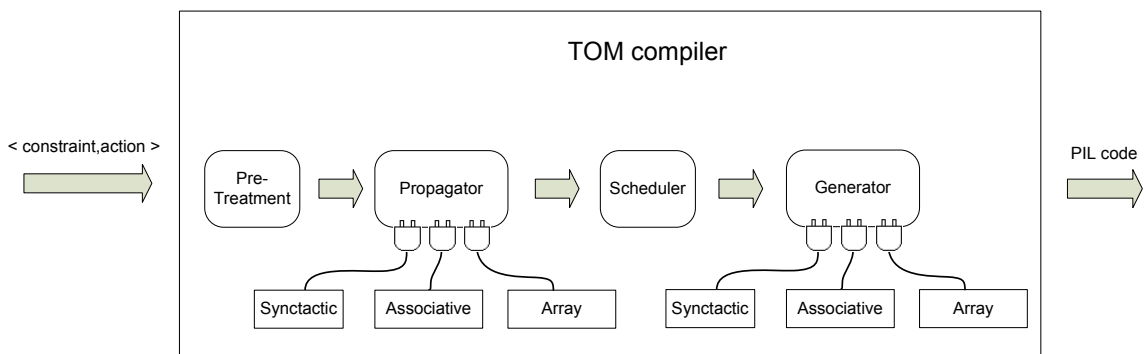 TOM compiler
< constraint,action >
PIL code
Pre-
Treatment
Propagator
Scheduler
Generator
Synctactic
Associative
Array
Synctactic
Associative
Array